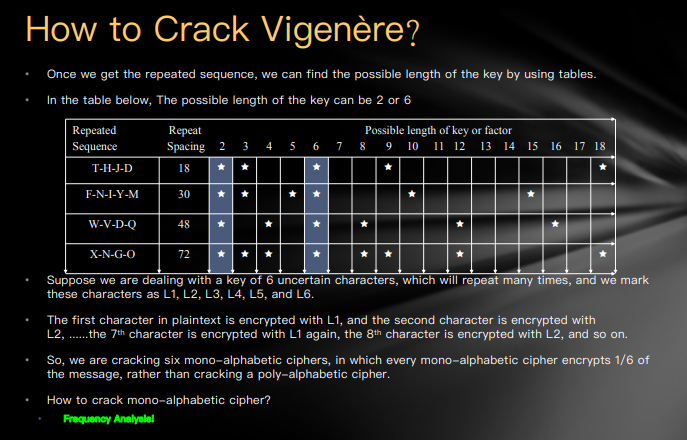 How to Crack Vigenère?
• Once we get the repeated sequence, we can find the possible length of the key by using tables.
• In the table below, The possible length of the key can be 2 or 6
Repeated Repeat Possible length of key or factor
Sequence Spacing 2 3 4 5 6 7 8 9 10 11 12 13 14 15 16 17 18
T-H-J-D 18 ★ ★ ★ ★ ★
F-N-I-Y-M 30 ★ ★ ★ ★ ★ ★
W-V-D-Q 48 ★ ★ ★ ★ ★ ★
X-N-G-O 72 ★ ★ ★ ★ ★ ★ ★ ★
• Suppose we are dealing with a key of 6 uncertain characters, which will repeat many times, and we mark
these characters as L1, L2, L3, L4, L5, and L6.
• The first character in plaintext is encrypted with L1, and the second character is encrypted with
L2, ......the 7th character is encrypted with L1 again, the 8th character is encrypted with L2, and so on.
• So, we are cracking six mono-alphabetic ciphers, in which every mono-alphabetic cipher encrypts 1/6 of
the message, rather than cracking a poly-alphabetic cipher.
• How to crack mono-alphabetic cipher?
• Frequency Analysis!